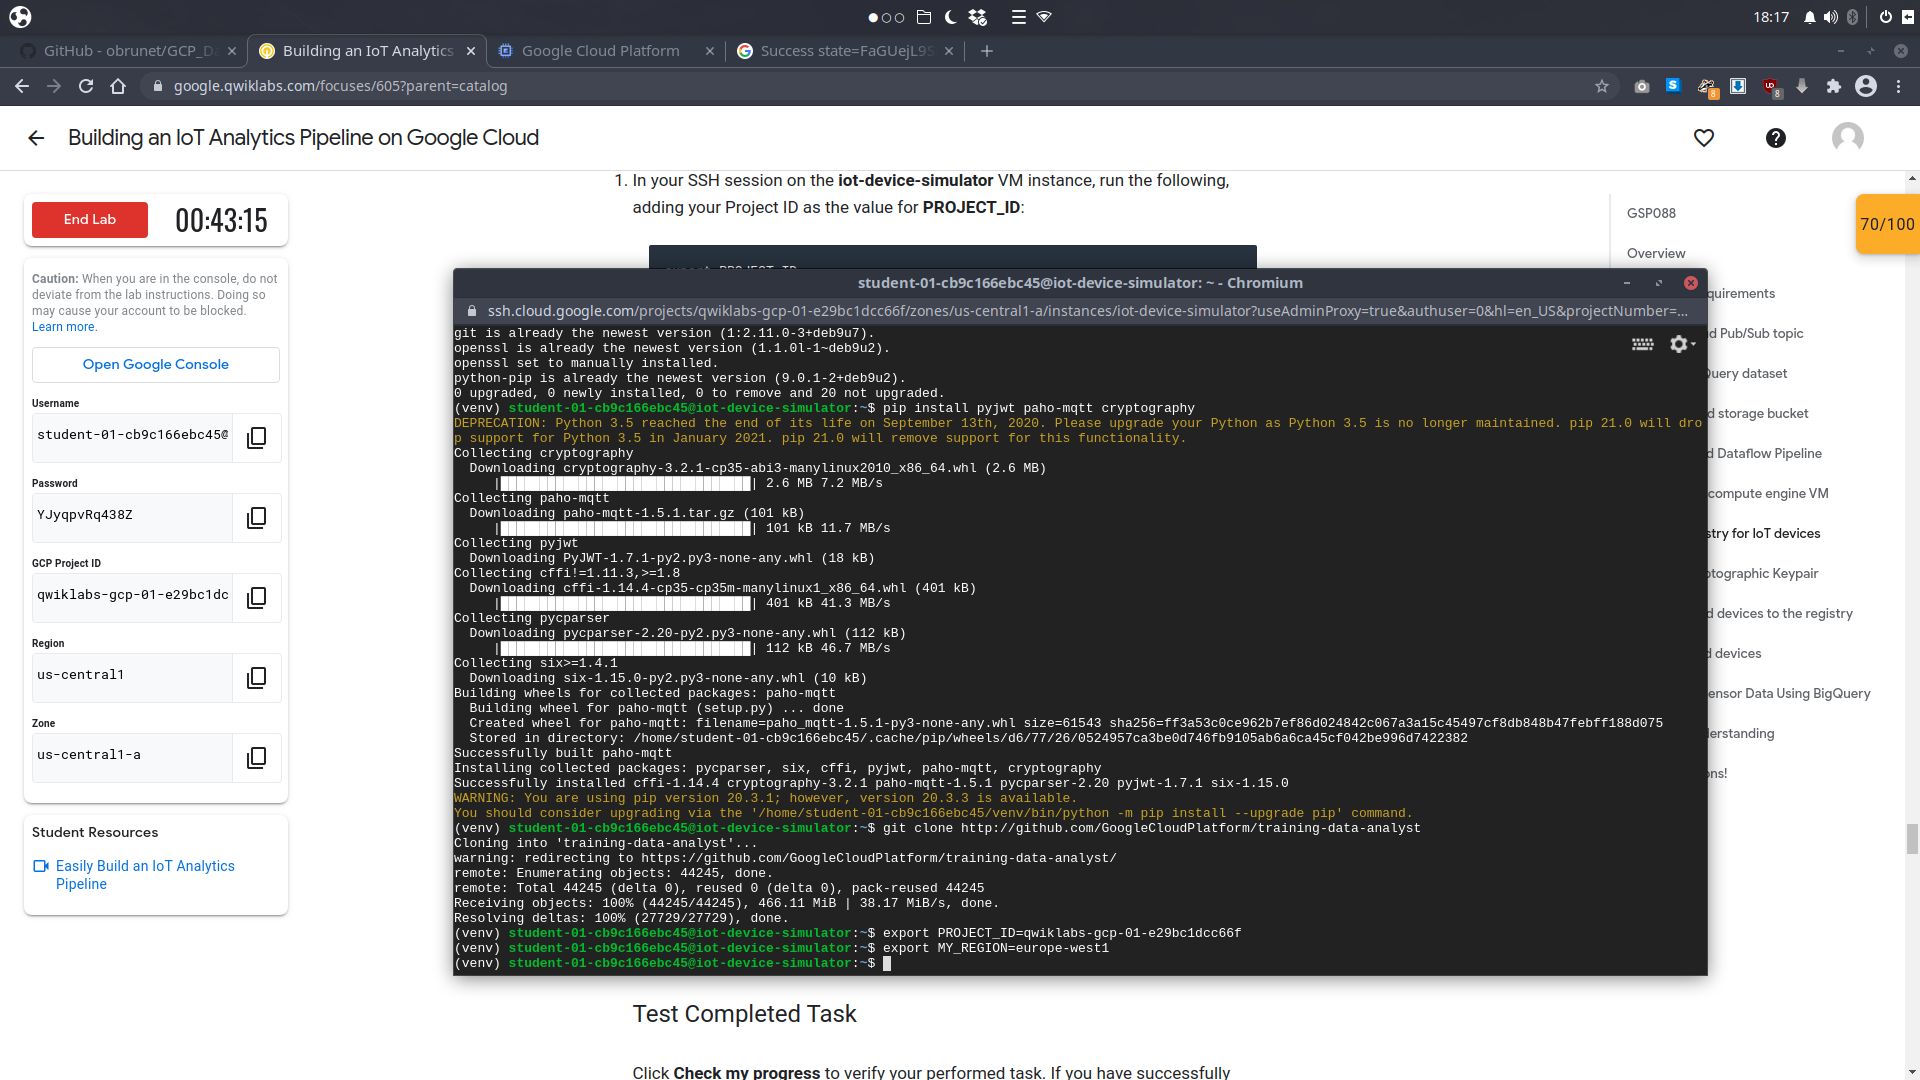 18:17
GitHub - obrunet/GCP_Da
Building an IoT Analytics
Google Cloud Platform
Success state=FaGUejL9S
google.qwiklabs.com/focuses/605?parent=catalog
Building an IoT Analytics Pipeline on Google Cloud
End Lab
00:43:15
Caution: When you are in the console, do not
deviate from the lab instructions. Doing so
may cause your account to be blocked.
Learn more.
Open Google Console
Username
student-01-cb9c166ebc45@
Password
YJyqpvRq438Z
GCP Project ID
qwiklabs-gcp-01-e29bc1dc
Region
us-central1
Zone
us-central1-a
Student Resources
Easily Build an IoT Analytics
Pipeline
1. In your SSH session on the iot-device-simulator VM instance, run the following,
adding your Project ID as the value for PROJECT_ID:
student-01-cb9c166ebc45@iot-device-simulator: ~ - Chromium
ssh.cloud.google.com/projects/qwiklabs-gcp-01-e29bc1dcc66f/zones/us-central1-a/instances/iot-device-simulator?useAdminProxy=true&authuser=0&hl=en_US&projectNumber=...
git is already the newest version (1:2.11.0-3+deb9u7).
openssl is already the newest version (1.1.0l-1~deb9u2).
openssl set to manually installed.
python-pip is already the newest version (9.0.1-2+deb9u2).
0 upgraded, 0 newly installed, 0 to remove and 20 not upgraded.
(venv) student-01-cb9c166ebc45@iot-device-simulator:~$ pip install pyjwt paho-mqtt cryptography
DEPRECATION: Python 3.5 reached the end of its life on September 13th, 2020. Please upgrade your Python as Python 3.5 is no longer maintained. pip 21.0 will dro
p support for Python 3.5 in January 2021. pip 21.0 will remove support for this functionality.
Collecting cryptography
Downloading cryptography-3.2.1-cp35-abi3-manylinux2010_x86_64.whl (2.6 MB)
| | 2.6 MB 7.2 MB/s
Collecting paho-mqtt
Downloading paho-mqtt-1.5.1.tar.gz (101 kB)
| | 101 kB 11.7 MB/s
Collecting pyjwt
Downloading PyJWT-1.7.1-py2.py3-none-any.whl (18 kB)
Collecting cffi!=1.11.3,>=1.8
Downloading cffi-1.14.4-cp35-cp35m-manylinux1_x86_64.whl (401 kB)
| | 401 kB 41.3 MB/s
Collecting pycparser
Downloading pycparser-2.20-py2.py3-none-any.whl (112 kB)
| | 112 kB 46.7 MB/s
Collecting six>=1.4.1
Downloading six-1.15.0-py2.py3-none-any.whl (10 kB)
Building wheels for collected packages: paho-mqtt
Building wheel for paho-mqtt (setup.py) ... done
Created wheel for paho-mqtt: filename=paho_mqtt-1.5.1-py3-none-any.whl size=61543 sha256=ff3a53c0ce962b7ef86d024842c067a3a15c45497cf8db848b47febff188d075
Stored in directory: /home/student-01-cb9c166ebc45/.cache/pip/wheels/d6/77/26/0524957ca3be0d746fb9105ab6a6ca45cf042be996d7422382
Successfully built paho-mqtt
Installing collected packages: pycparser, six, cffi, pyjwt, paho-mqtt, cryptography
Successfully installed cffi-1.14.4 cryptography-3.2.1 paho-mqtt-1.5.1 pycparser-2.20 pyjwt-1.7.1 six-1.15.0
WARNING: You are using pip version 20.3.1; however, version 20.3.3 is available.
You should consider upgrading via the '/home/student-01-cb9c166ebc45/venv/bin/python -m pip install --upgrade pip' command.
(venv) student-01-cb9c166ebc45@iot-device-simulator:~$ git clone http://github.com/GoogleCloudPlatform/training-data-analyst
Cloning into 'training-data-analyst'...
warning: redirecting to https://github.com/GoogleCloudPlatform/training-data-analyst/
remote: Enumerating objects: 44245, done.
remote: Total 44245 (delta 0), reused 0 (delta 0), pack-reused 44245
Receiving objects: 100% (44245/44245), 466.11 MiB | 38.17 MiB/s, done.
Resolving deltas: 100% (27729/27729), done.
(venv) student-01-cb9c166ebc45@iot-device-simulator:~$ export PROJECT_ID=qwiklabs-gcp-01-e29bc1dcc66f
(venv) student-01-cb9c166ebc45@iot-device-simulator:~$ export MY_REGION=europe-west1
(venv) student-01-cb9c166ebc45@iot-device-simulator:~$
Test Completed Task
Click Check my progress to verify your performed task. If you have successfully
GSP088
Overview
quirements
d Pub/Sub topic
Query dataset
d storage bucket
d Dataflow Pipeline
compute engine VM
stry for IoT devices
ptographic Keypair
d devices to the registry
d devices
ensor Data Using BigQuery
lerstanding
ons!
70/100